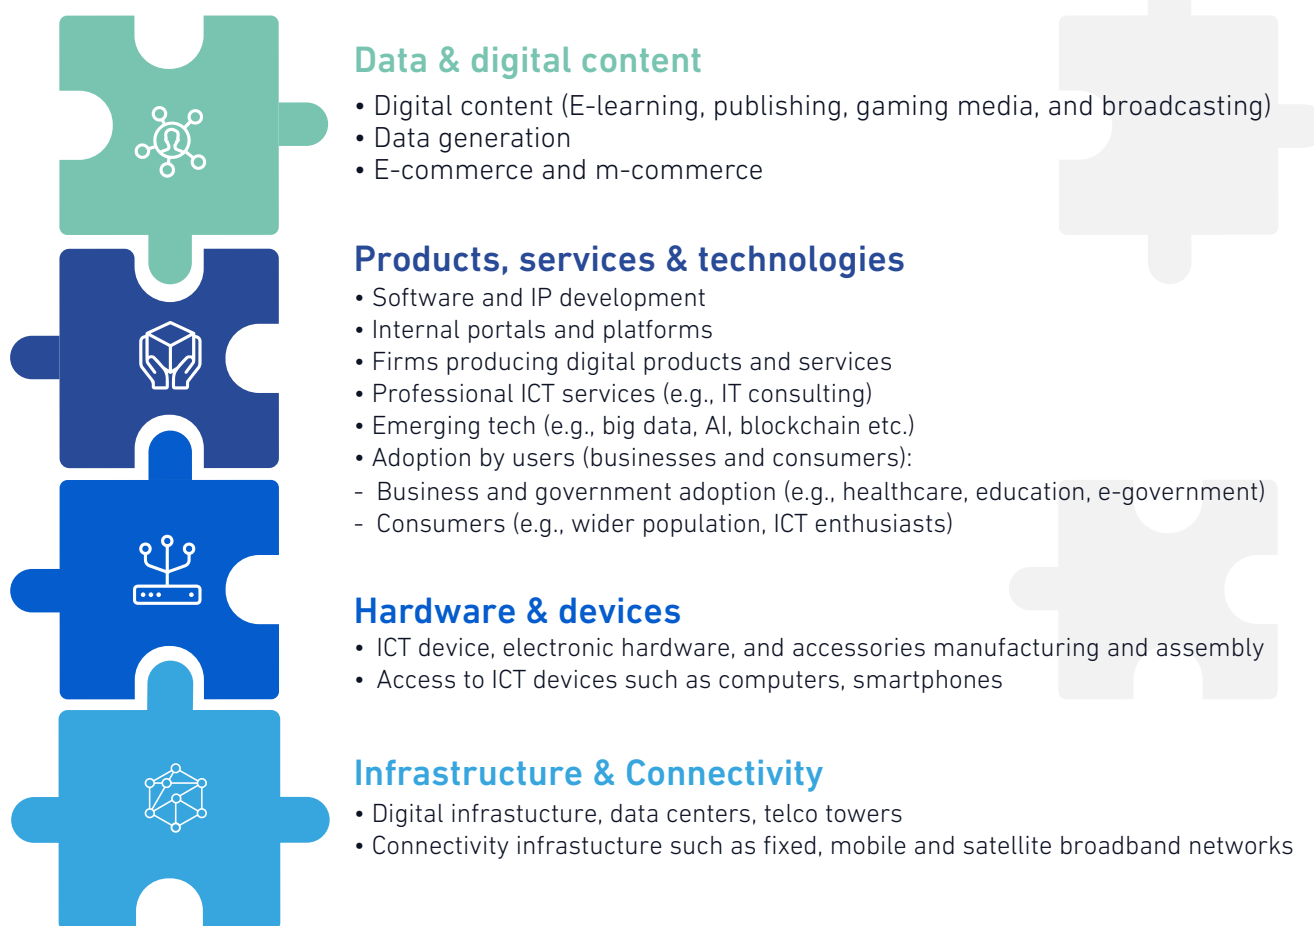 Data & digital content
• Digital content (E-learning, publishing, gaming media, and broadcasting)
• Data generation
• E-commerce and m-commerce
Products, services & technologies
• Software and IP development
• Internal portals and platforms
• Firms producing digital products and services
• Professional ICT services (e.g., IT consulting)
• Emerging tech (e.g., big data, AI, blockchain etc.)
• Adoption by users (businesses and consumers):
- Business and government adoption (e.g., healthcare, education, e-government)
- Consumers (e.g., wider population, ICT enthusiasts)
Hardware & devices
• ICT device, electronic hardware, and accessories manufacturing and assembly
• Access to ICT devices such as computers, smartphones
Infrastructure & Connectivity
• Digital infrastucture, data centers, telco towers
• Connectivity infrastucture such as fixed, mobile and satellite broadband networks